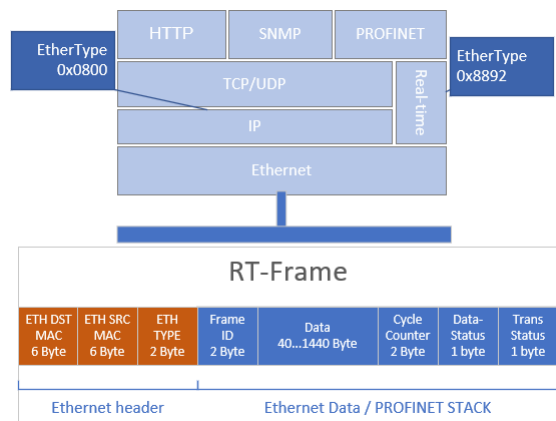 HTTP
SNMP
PROFINET
EtherType
0x0800
EtherType
0x8892
TCP/UDP
Real-time
IP
Ethernet
RT-Frame
ETH DST
MAC
6 Byte
ETH SRC
MAC
6 Byte
ETH
TYPE
2 Byte
Frame
ID
2 Byte
Data
40...1440 Byte
Cycle
Counter
2 Byte
Data-
Status
1 byte
Trans
Status
1 byte
Ethernet header
Ethernet Data / PROFINET STACK